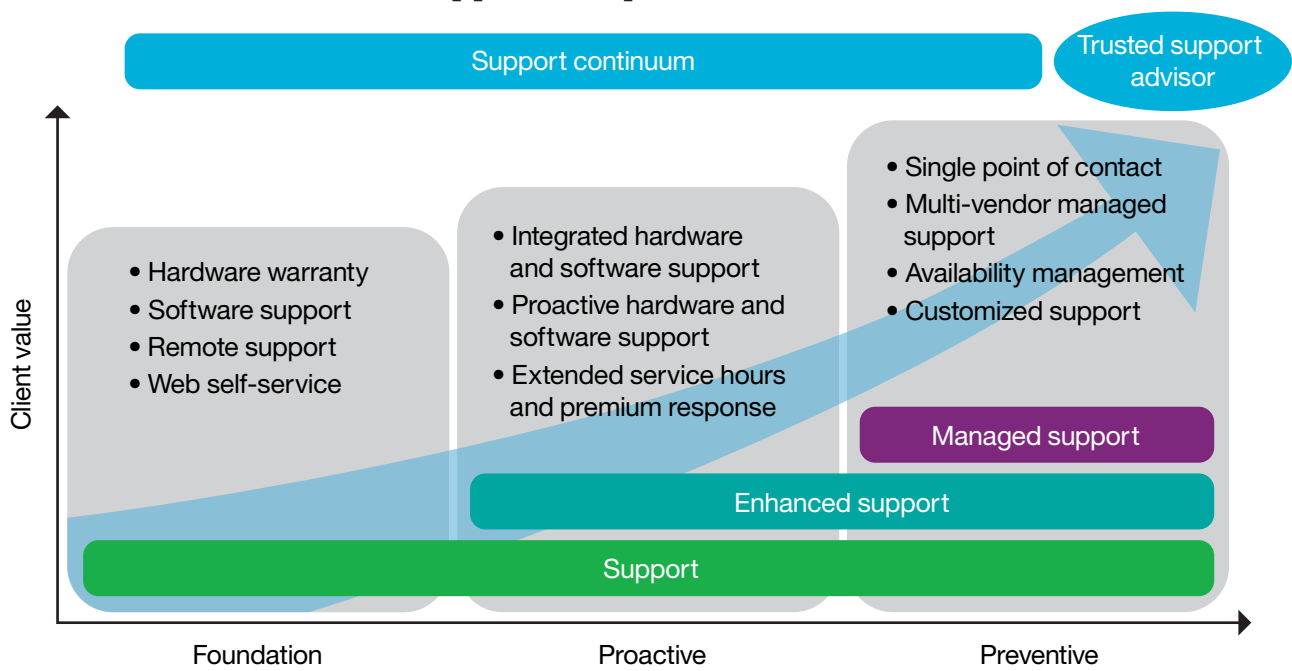 Support continuum
Trusted support
advisor
Client value
• Hardware warranty
• Software support
• Remote support
• Web self-service
• Integrated hardware
and software support
• Proactive hardware and
software support
• Extended service hours
and premium response
• Single point of contact
• Multi-vendor managed
support
• Availability management
• Customized support
Managed support
Enhanced support
Support
Foundation
Proactive
Preventive